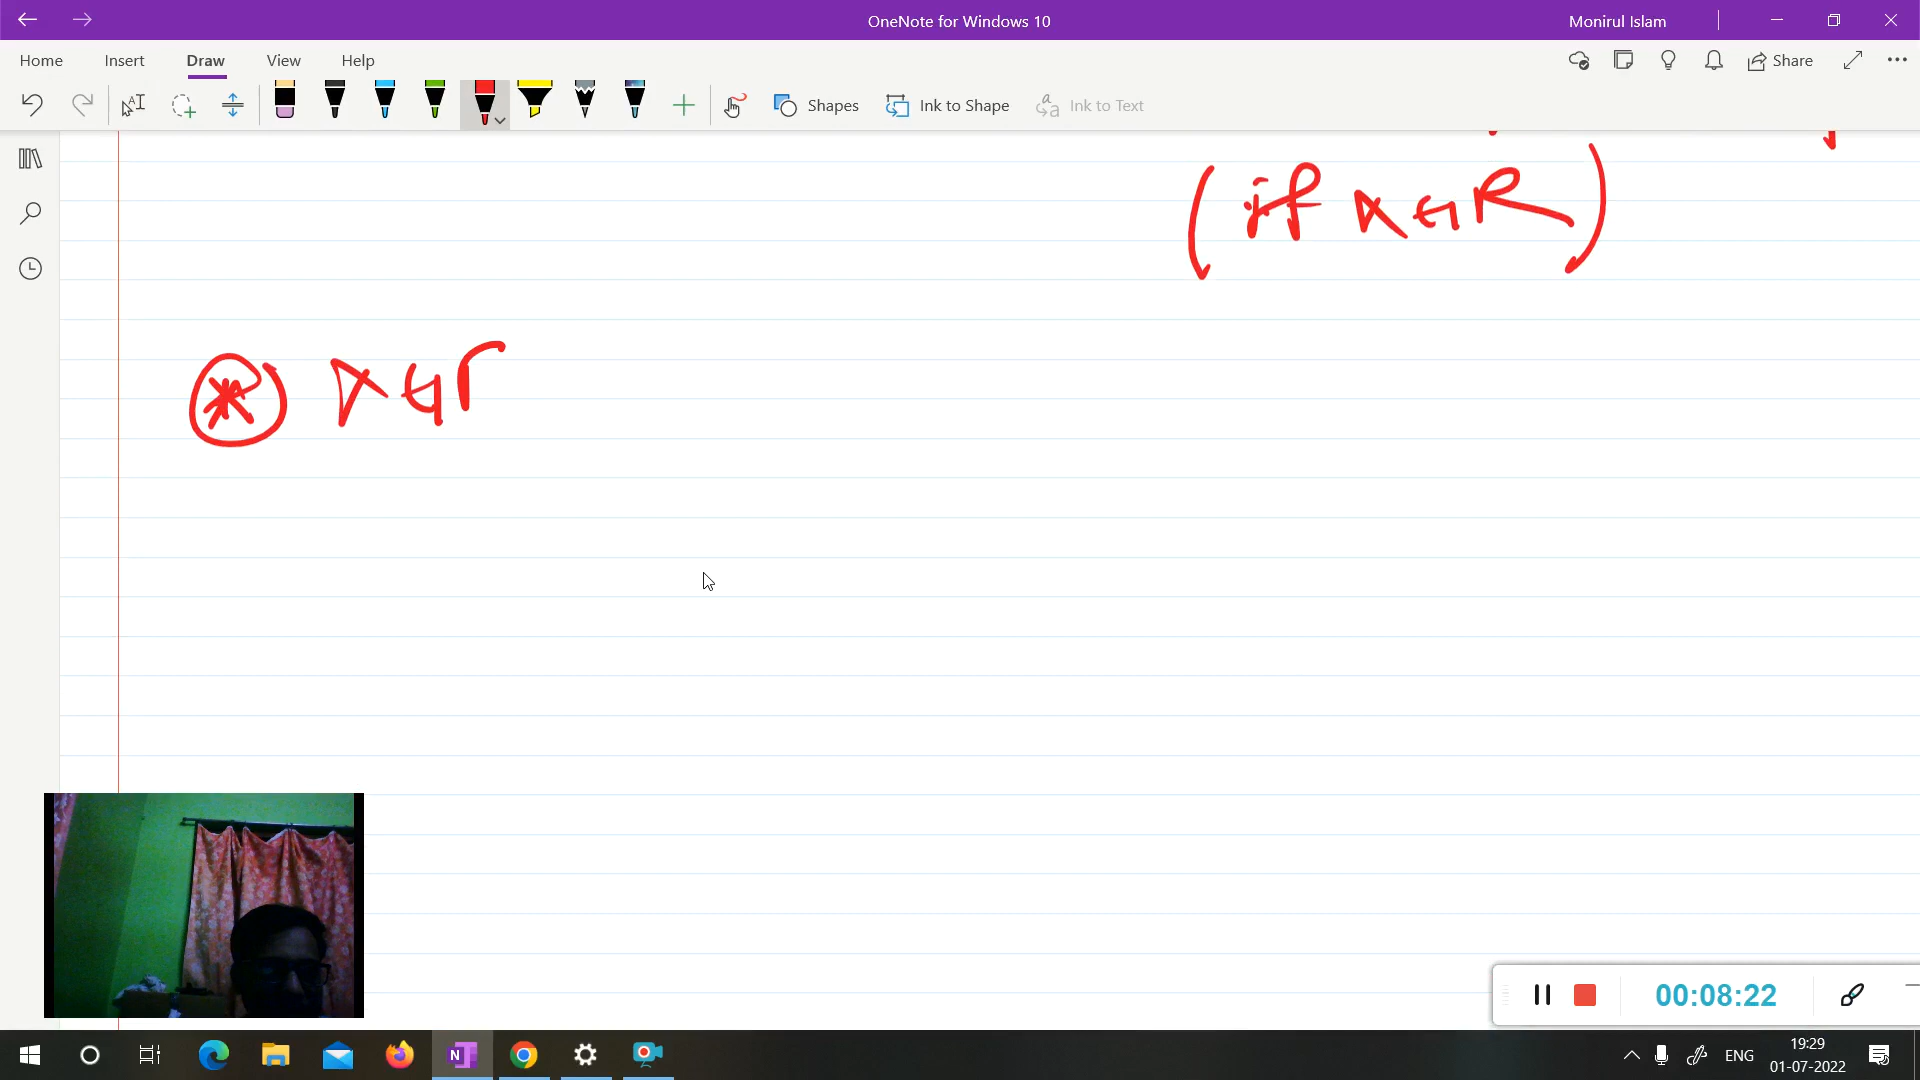 OneNote for Windows 10
Monirul Islam
Home Insert Draw View Help
Share
Shapes Ink to Shape Ink to Text
(if x ∈ R)
* x ∈
00:08:22
ENG
19:29
01-07-2022